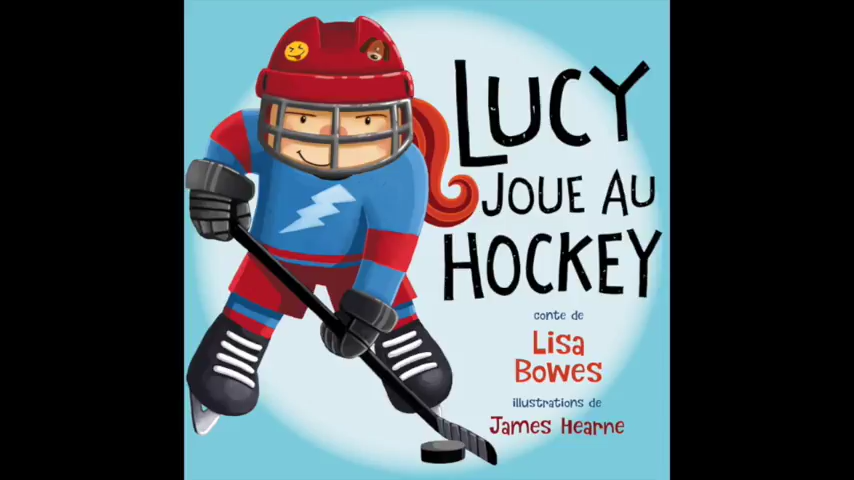 LUCY
JOUE AU
HOCKEY
conte de
Lisa
Bowes
illustrations de
James Hearne